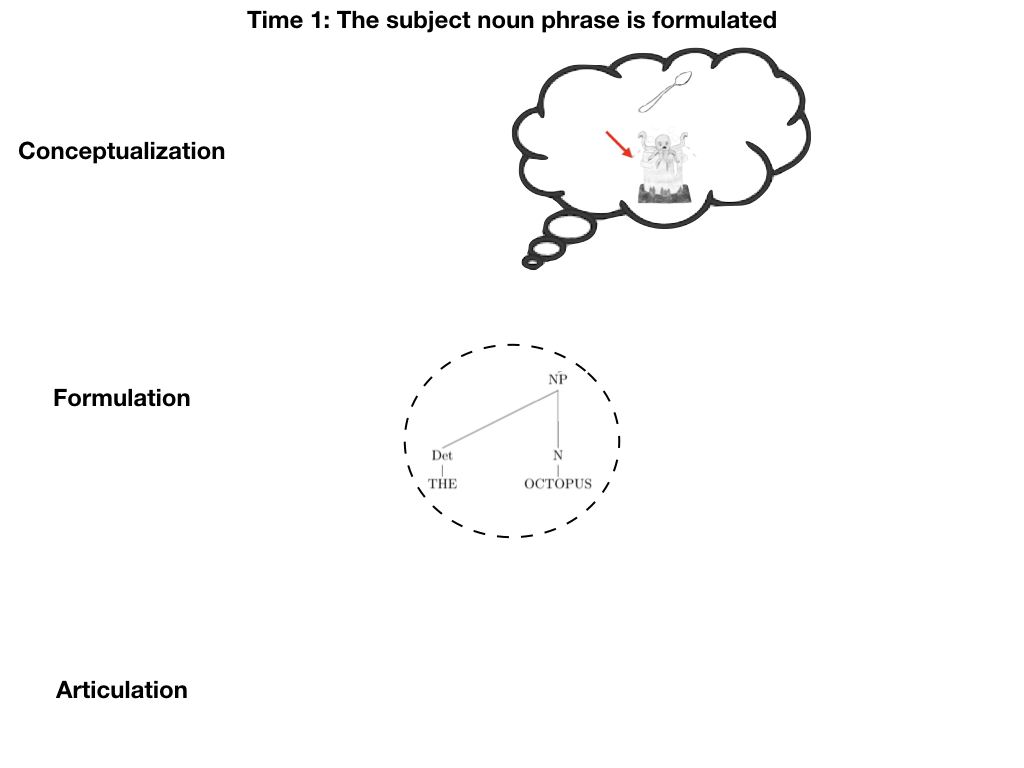 Time 1: The subject noun phrase is formulated
Conceptualization
Formulation
NP
Det
N
THE
OCTOPUS
Articulation